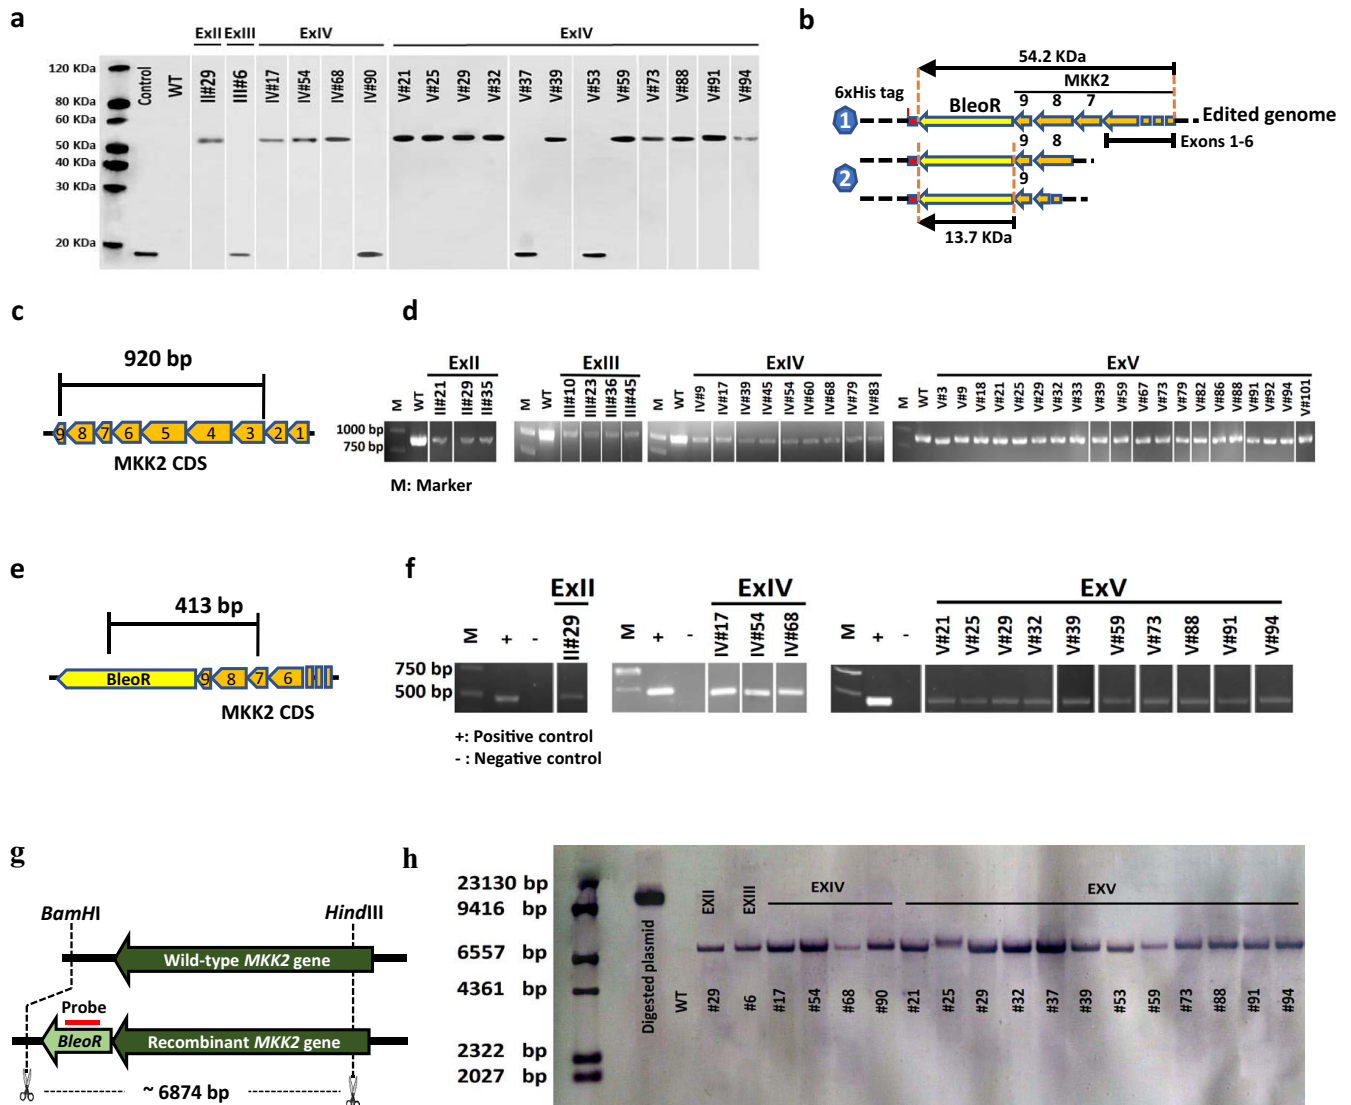 a
ExII ExIII ExIV ExIV
120 KDa
80 KDa
60 KDa
50 KDa
40 KDa
30 KDa
20 KDa
Control
WT
II#29
III#6
IV#17
IV#54
IV#68
IV#90
V#21
V#25
V#29
V#32
V#37
V#39
V#53
V#59
V#73
V#88
V#91
V#94
b
54.2 KDa
MKK2
6xHis tag
BleoR
9 8 7
1
Edited genome
Exons 1-6
9 8
2
9
13.7 KDa
c
920 bp
9 8 7 6 5 4 3 2 1
MKK2 CDS
d
ExII
M
WT
II#21
II#29
II#35
1000 bp
750 bp
M: Marker
ExIII
M
WT
III#10
III#23
III#36
III#45
ExIV
M
WT
IV#9
IV#17
IV#39
IV#45
IV#54
IV#60
IV#68
IV#79
IV#83
ExV
M
WT
V#3
V#9
V#18
V#21
V#25
V#29
V#32
V#33
V#39
V#59
V#67
V#73
V#79
V#82
V#86
V#88
V#91
V#92
V#94
V#101
e
413 bp
BleoR 9 8 7 6
MKK2 CDS
f
ExII
M
+
-
II#29
750 bp
500 bp
+: Positive control
- : Negative control
ExIV
M
+
-
IV#17
IV#54
IV#68
ExV
M
+
-
V#21
V#25
V#29
V#32
V#39
V#59
V#73
V#88
V#91
V#94
g
BamHI HindIII
Wild-type MKK2 gene
Probe
BleoR
Recombinant MKK2 gene
~ 6874 bp
h
23130 bp
9416 bp
6557 bp
4361 bp
2322 bp
2027 bp
Digested plasmid
WT
EXII
EXIII
EXIV
EXV
#29
#6
#17
#54
#68
#90
#21
#25
#29
#32
#37
#39
#53
#59
#73
#88
#91
#94